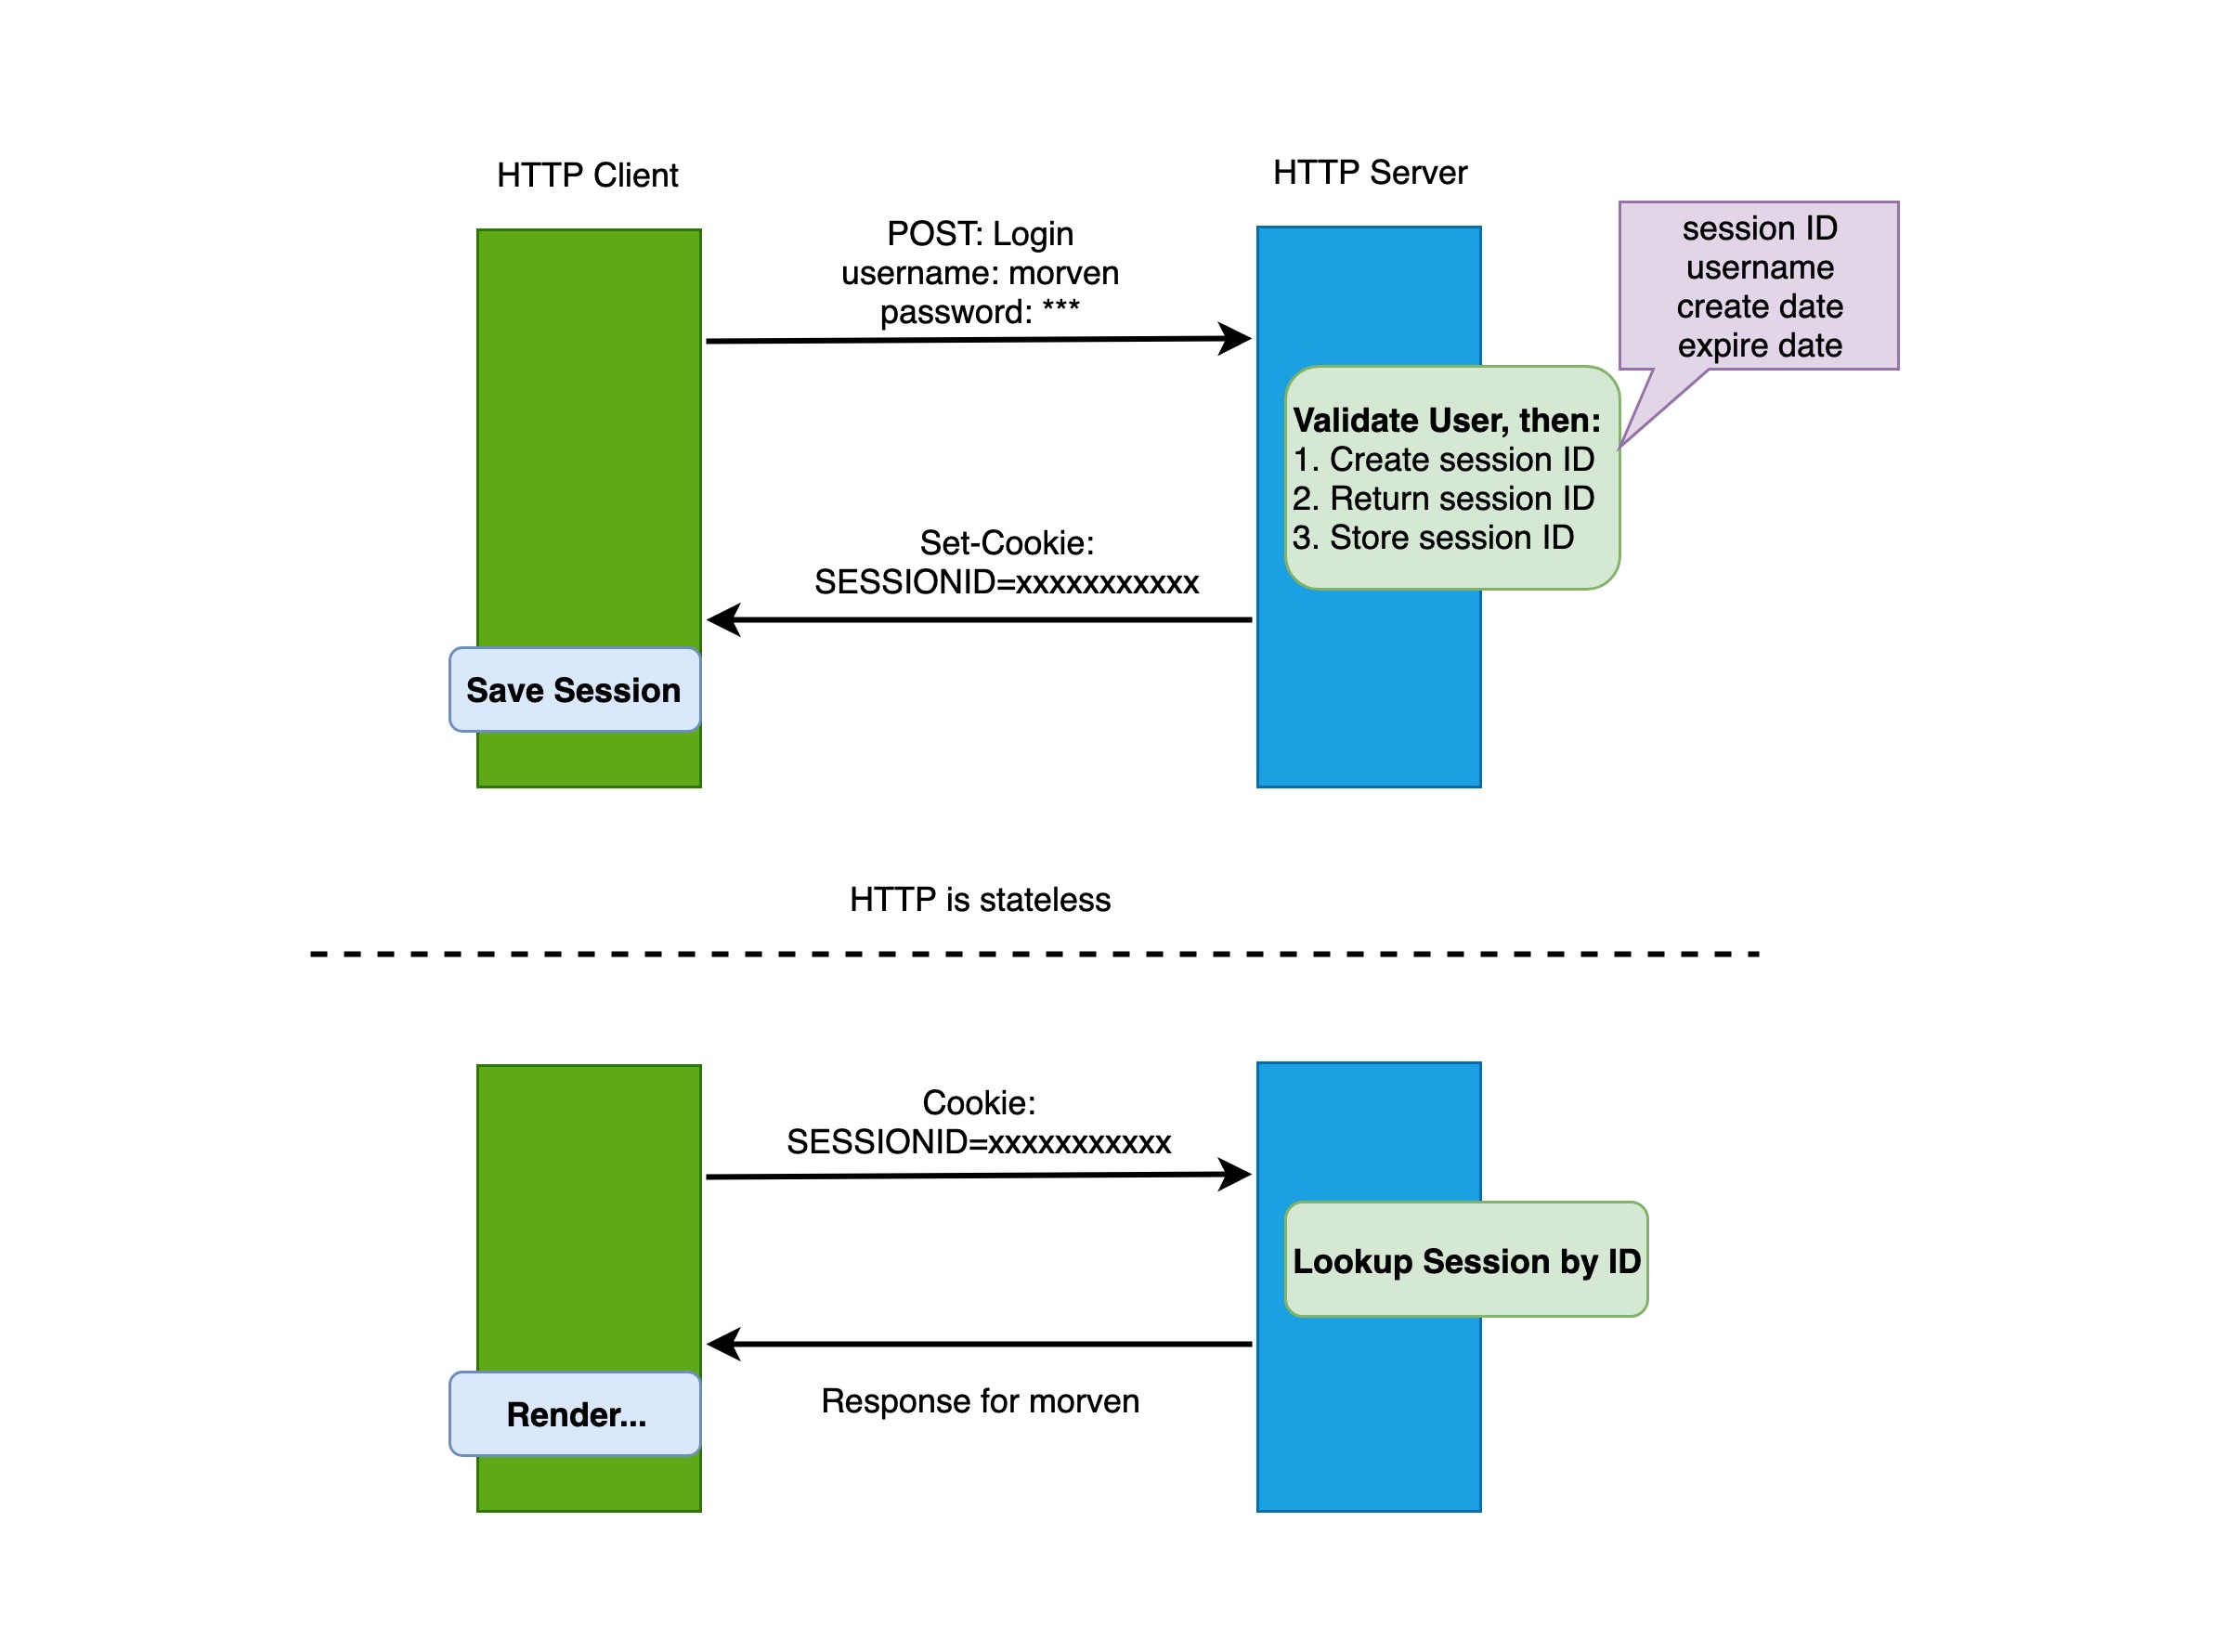 HTTP Client
HTTP Server
POST: Login
username: morven
password: ***
session ID
username
create date
expire date
Validate User, then:
1. Create session ID
2. Return session ID
3. Store session ID
Set-Cookie:
SESSIONID=xxxxxxxxxxx
Save Session
HTTP is stateless
Cookie:
SESSIONID=xxxxxxxxxxx
Lookup Session by ID
Response for morven
Render...